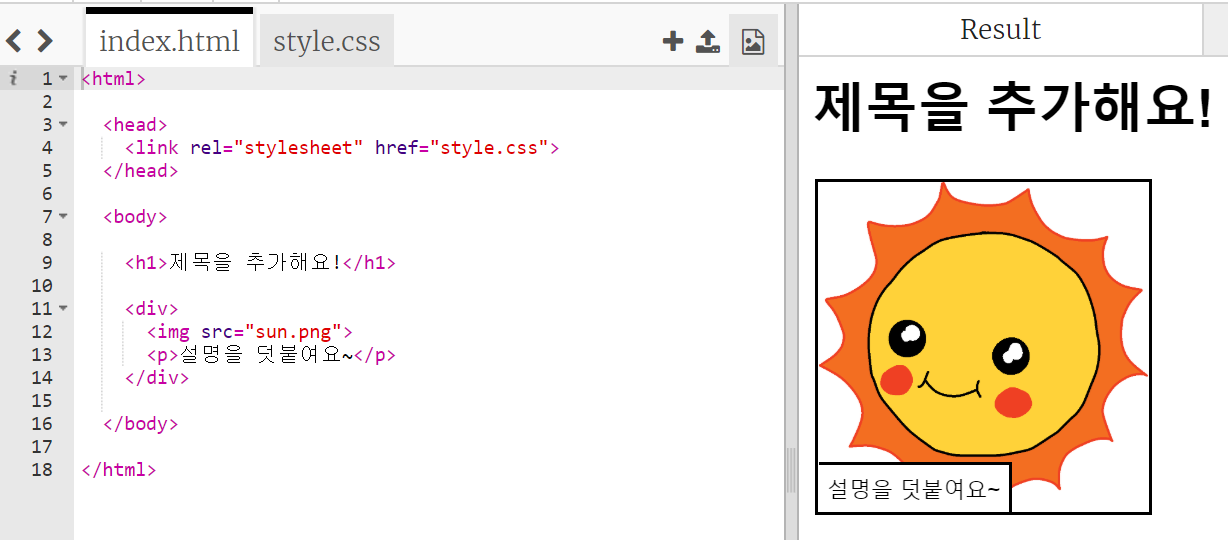 index.html style.css Result
i 1 <html>
2
3 <head>
4 <link rel="stylesheet" href="style.css">
5 </head>
6
7 <body>
8
9 <h1>제목을 추가해요!</h1>
10
11 <div>
12 <img src="sun.png">
13 <p>설명을 덧붙여요~</p>
14 </div>
15
16 </body>
17
18 </html>
제목을 추가해요!
설명을 덧붙여요~